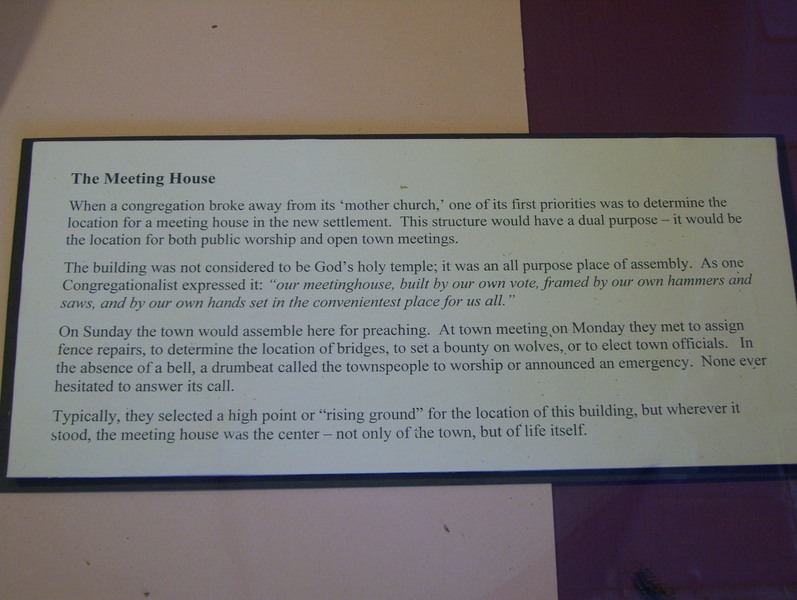 The Meeting House
When a congregation broke away from its ‘mother church,’ one of its first priorities was to determine the
location for a meeting house in the new settlement.  This structure would have a dual purpose – it would be
the location for both public worship and open town meetings.
The building was not considered to be God’s holy temple; it was an all purpose place of assembly.  As one
Congregationalist expressed it: “our meetinghouse, built by our own vote, framed by our own hammers and
saws, and by our own hands set in the convenientest place for us all.”
On Sunday the town would assemble here for preaching.  At town meeting on Monday they met to assign
fence repairs, to determine the location of bridges, to set a bounty on wolves, or to elect town officials.  In
the absence of a bell, a drumbeat called the townspeople to worship or announced an emergency.  None ever
hesitated to answer its call.
Typically, they selected a high point or “rising ground” for the location of this building, but wherever it
stood, the meeting house was the center – not only of the town, but of life itself.